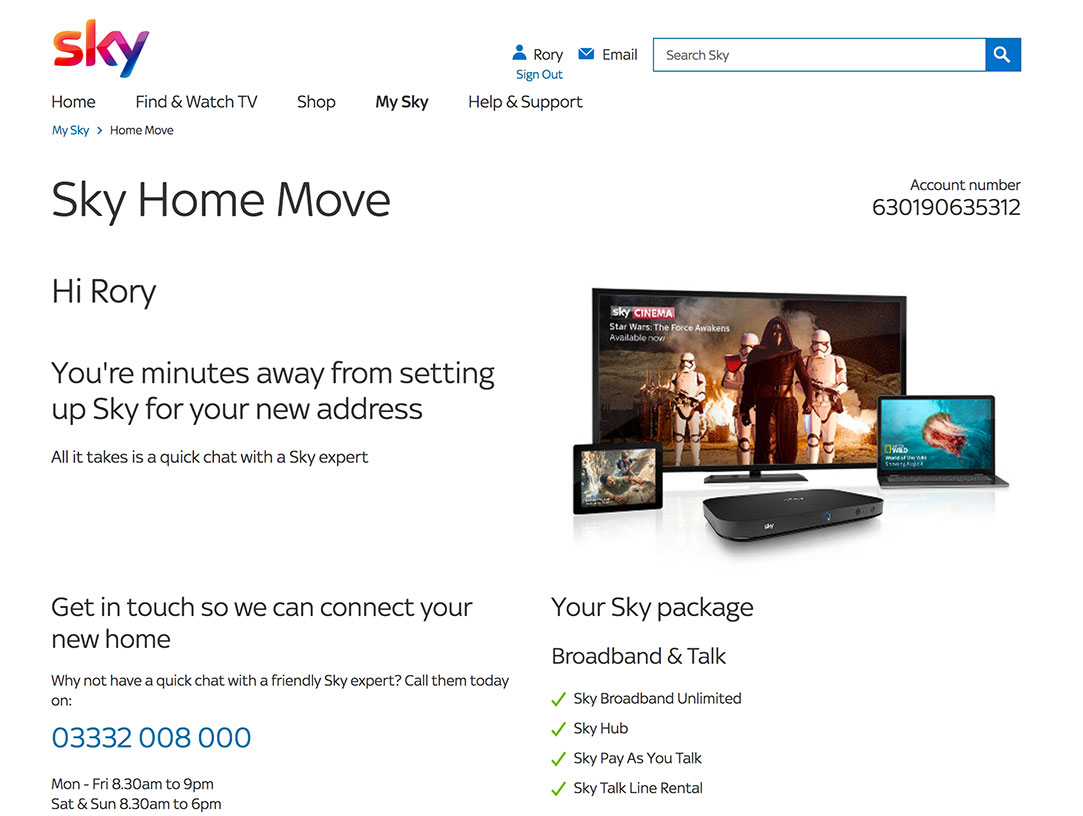 sky
Rory
Email
Search Sky
Sign Out
Home
Find & Watch TV
Shop
My Sky
Help & Support
My Sky > Home Move
Sky Home Move
Account number
630190635312
Hi Rory
sky CINEMA
Star Wars: The Force Awakens
Available now
You're minutes away from setting
up Sky for your new address
WILD
World of the Wild
Showing August
All it takes is a quick chat with a Sky expert
sky
Get in touch so we can connect your
new home
Why not have a quick chat with a friendly Sky expert? Call them today
on:
03332 008 000
Mon - Fri 8.30am to 9pm
Sat & Sun 8.30am to 6pm
Your Sky package
Broadband & Talk
Sky Broadband Unlimited
Sky Hub
Sky Pay As You Talk
Sky Talk Line Rental